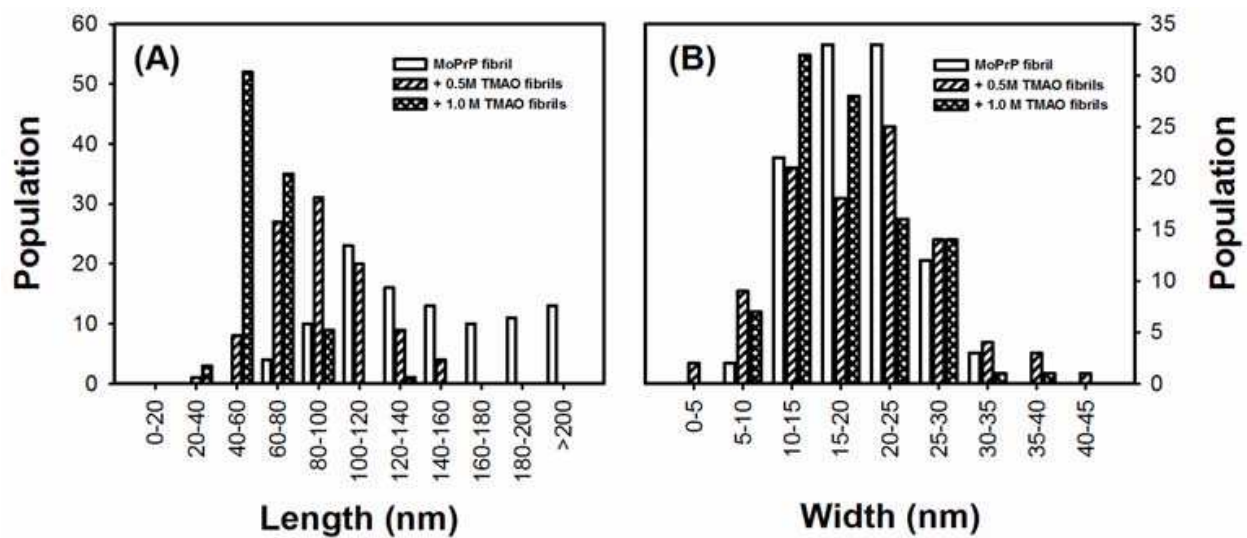 (A)
MoPrP fibril
+ 0.5M TMAO fibrils
+ 1.0 M TMAO fibrils
Population
60
50
40
30
20
10
0
0-20
20-40
40-60
60-80
80-100
100-120
120-140
140-160
160-180
180-200
>200
Length (nm)
(B)
MoPrP fibril
+ 0.5M TMAO fibrils
+ 1.0 M TMAO fibrils
35
30
25
20
15
10
5
0
Population
0-5
5-10
10-15
15-20
20-25
25-30
30-35
35-40
40-45
Width (nm)